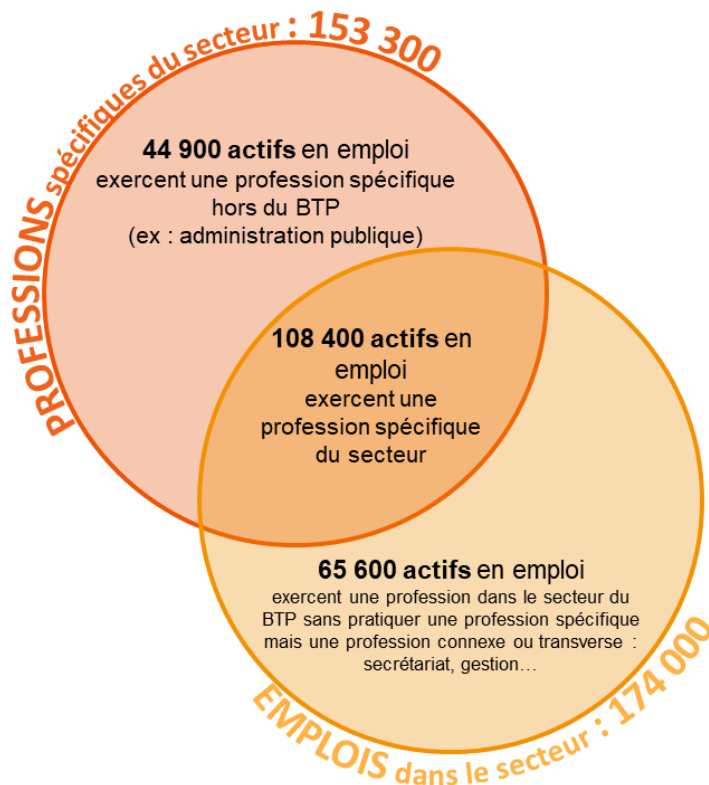 PROFESSIONS spécifiques du secteur : 153 300
44 900 actifs en emploi
exercent une profession spécifique
hors du BTP
(ex : administration publique)
108 400 actifs en
emploi
exercent une
profession spécifique
du secteur
65 600 actifs en emploi
exercent une profession dans le secteur du
BTP sans pratiquer une profession spécifique
mais une profession connexe ou transverse :
secrétariat, gestion…
EMPLOIS dans le secteur : 174 000